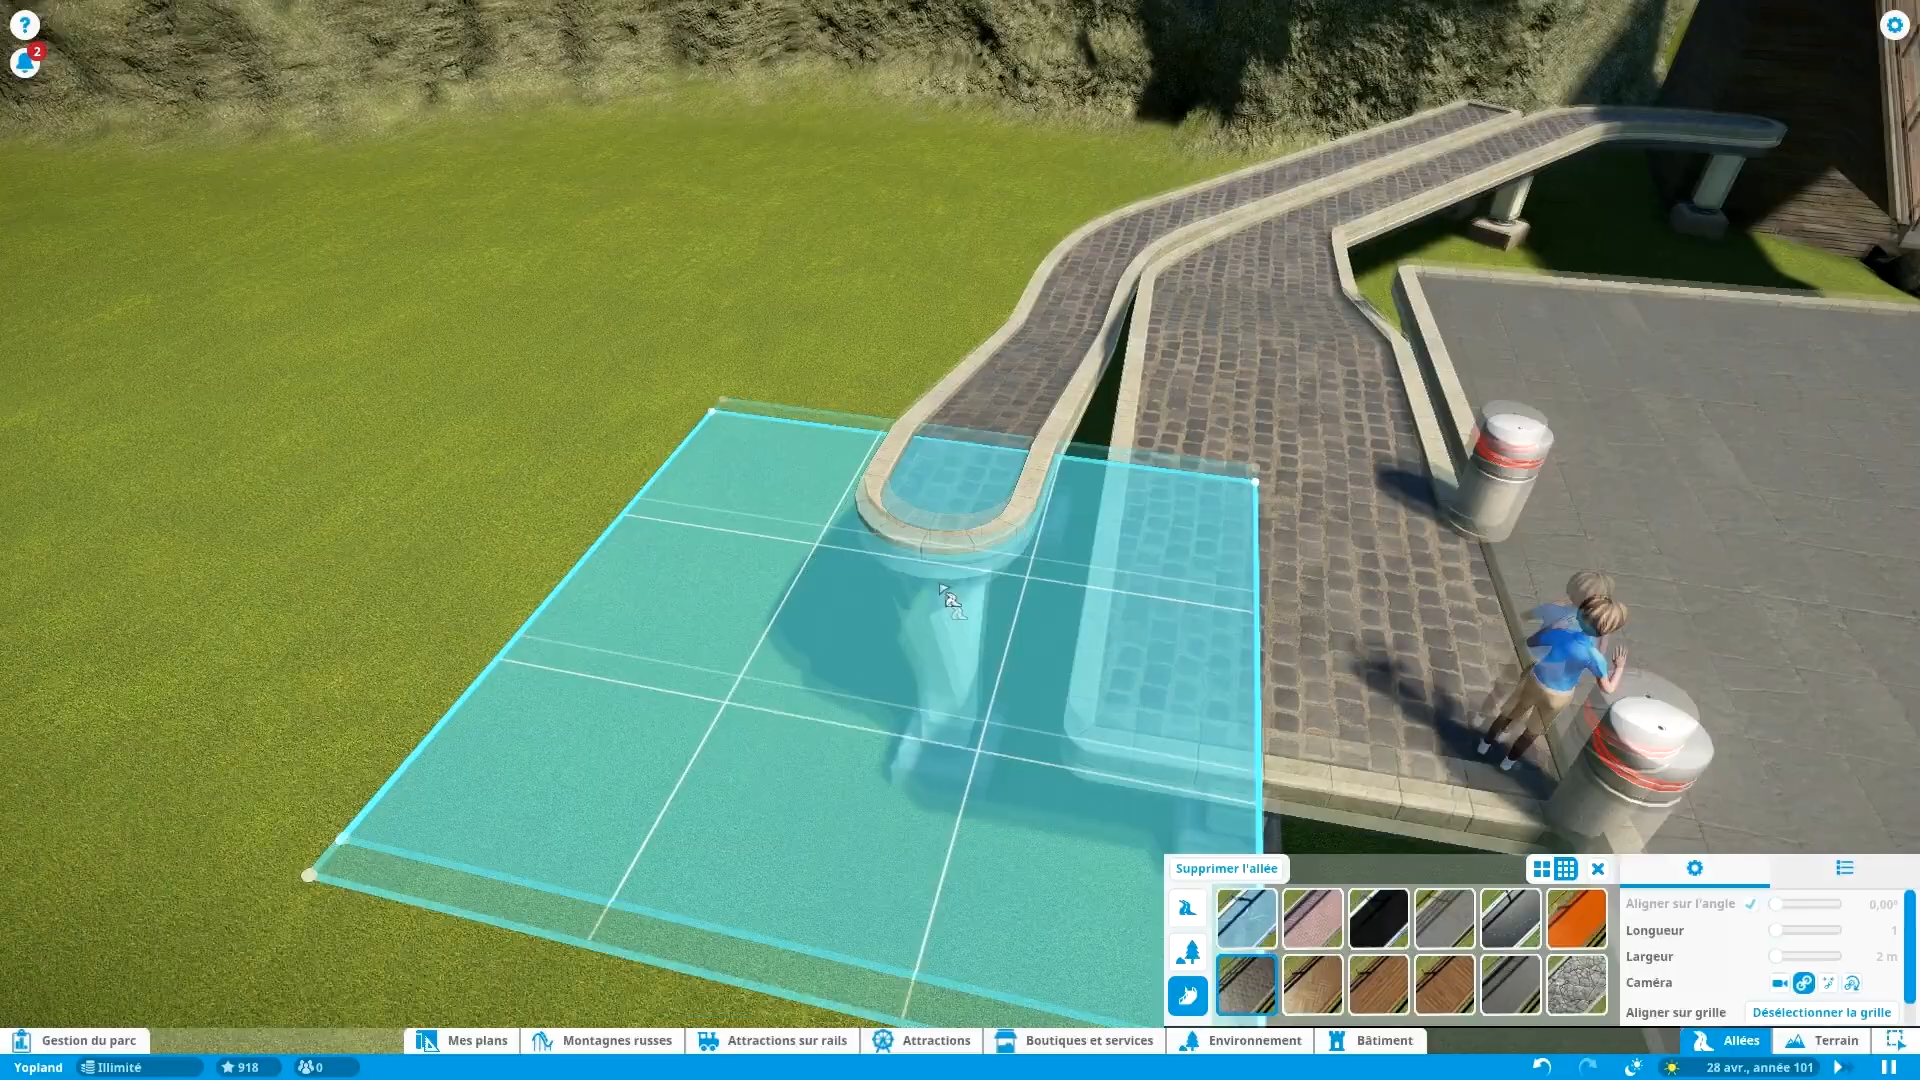 ?
2
Supprimer l'allée
Aligner sur l'angle
0,00°
Longueur
1
Largeur
2 m
Caméra
Aligner sur grille
Désélectionner la grille
Gestion du parc
Mes plans
Montagnes russes
Attractions sur rails
Attractions
Boutiques et services
Environnement
Bâtiment
Allées
Terrain
Yopland
Illimité
918
0
28 avr., année 101